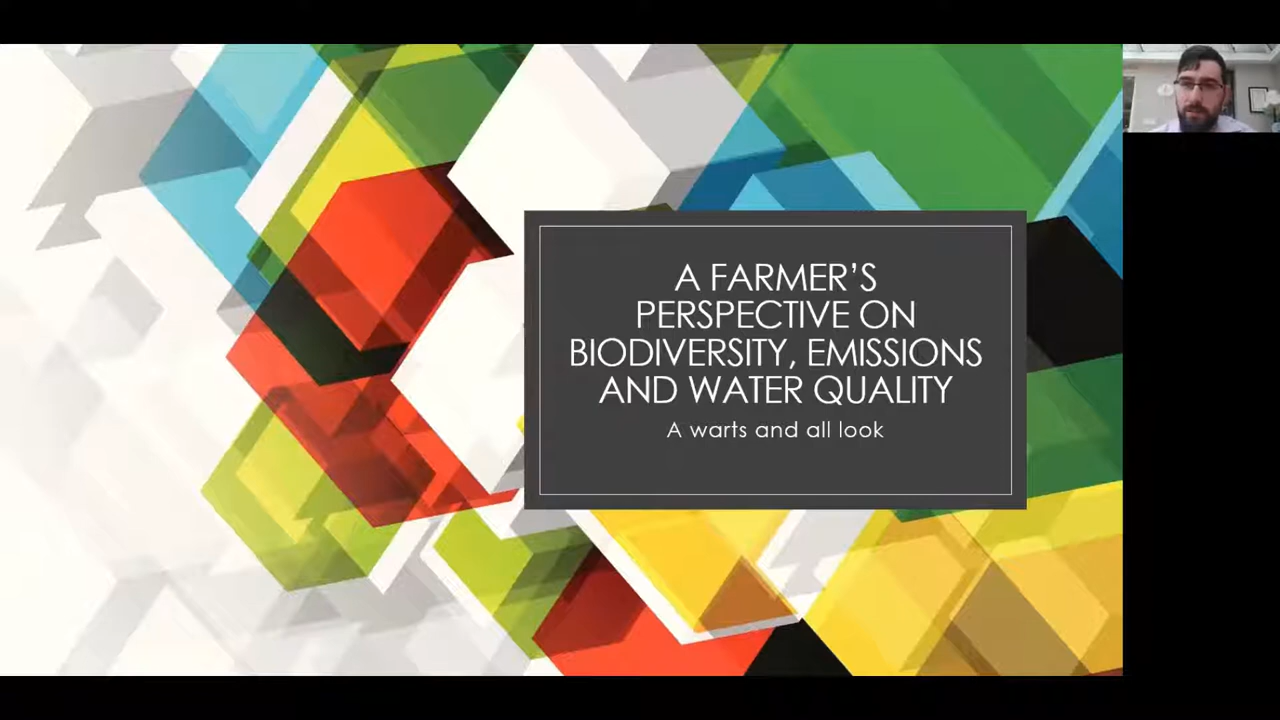 A FARMER’S
PERSPECTIVE ON
BIODIVERSITY, EMISSIONS
AND WATER QUALITY
A warts and all look